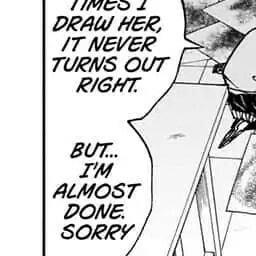 TIMES I
DRAW HER,
IT NEVER
TURNS OUT
RIGHT.
BUT...
I'M
ALMOST
DONE.
SORRY